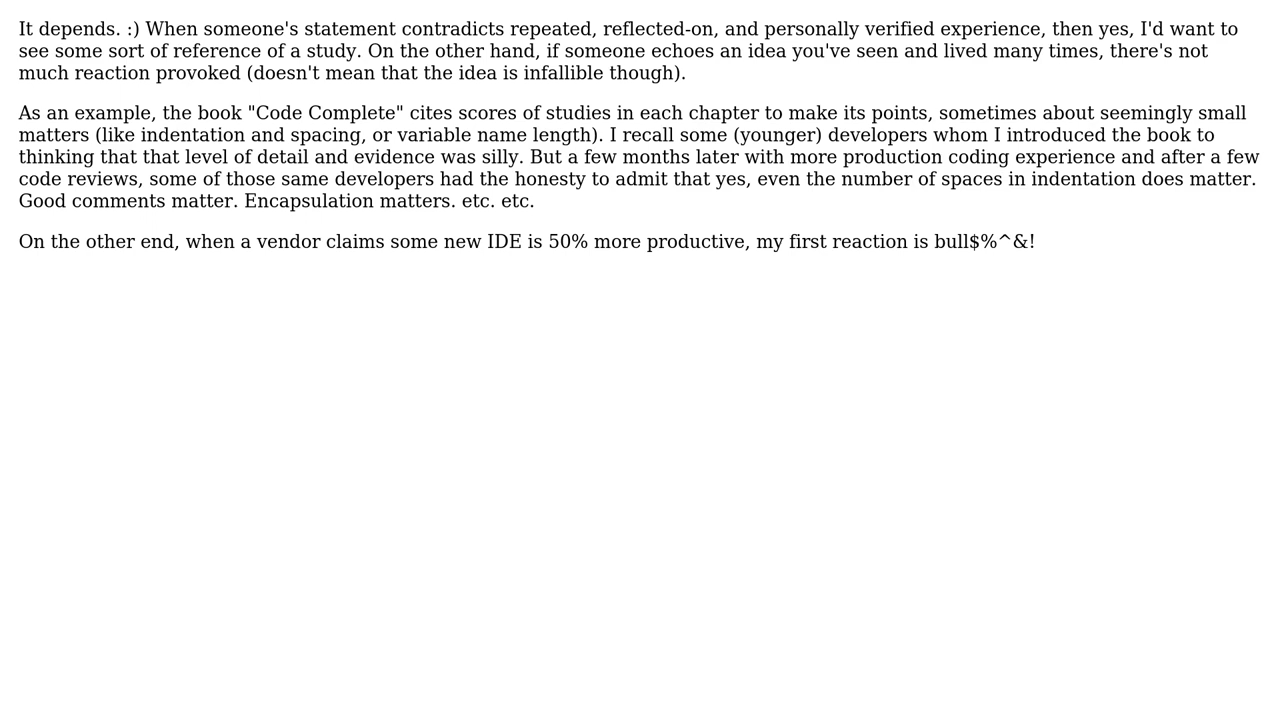 It depends. :) When someone's statement contradicts repeated, reflected-on, and personally verified experience, then yes, I'd want to
see some sort of reference of a study. On the other hand, if someone echoes an idea you've seen and lived many times, there's not
much reaction provoked (doesn't mean that the idea is infallible though).
As an example, the book "Code Complete" cites scores of studies in each chapter to make its points, sometimes about seemingly small
matters (like indentation and spacing, or variable name length). I recall some (younger) developers whom I introduced the book to
thinking that that level of detail and evidence was silly. But a few months later with more production coding experience and after a few
code reviews, some of those same developers had the honesty to admit that yes, even the number of spaces in indentation does matter.
Good comments matter. Encapsulation matters. etc. etc.
On the other end, when a vendor claims some new IDE is 50% more productive, my first reaction is bull$%^&!